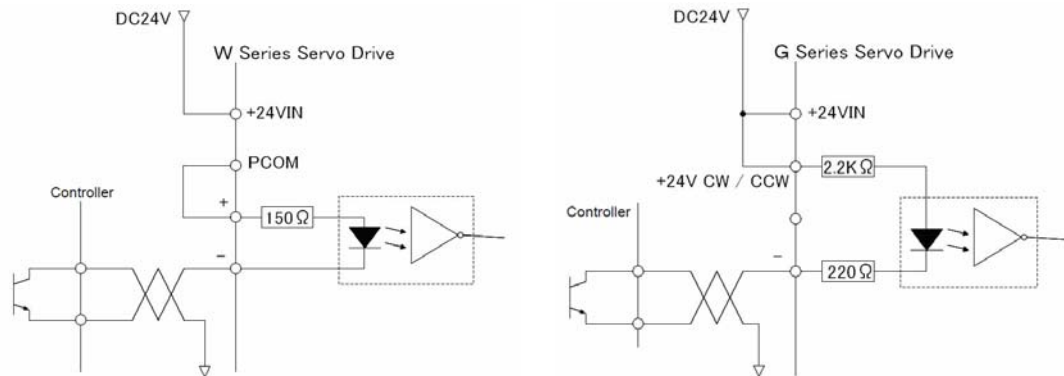 DC24V
W Series Servo Drive
+24VIN
PCOM
Controller
+
150Ω
−
DC24V
G Series Servo Drive
+24VIN
2.2KΩ
+24V CW / CCW
Controller
−
220Ω